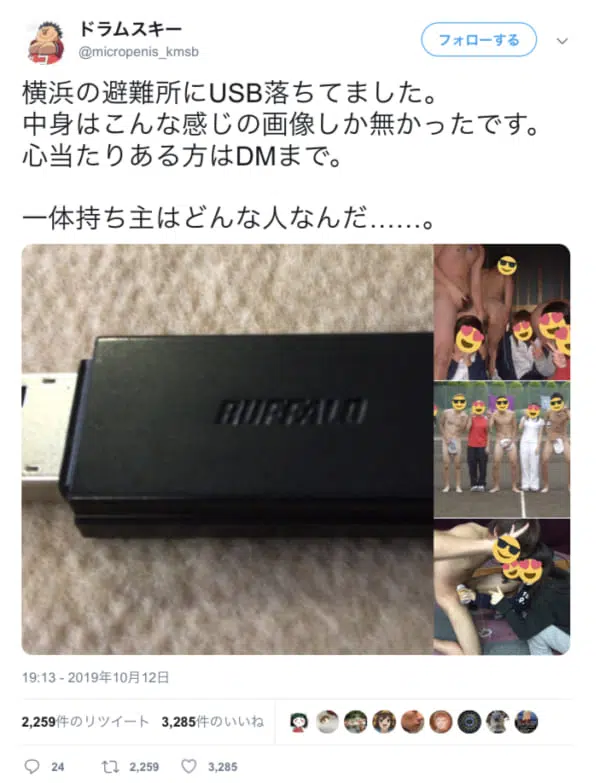 ドラムスキー
@micropenis_kmsb
フォローする
横浜の避難所にUSB落ちてました。
中身はこんな感じの画像しか無かったです。
心当たりある方はDMまで。
一体持ち主はどんな人なんだ……。
BUFFALO
19:13 - 2019年10月12日
2,259件のリツイート 3,285件のいいね
24 2,259 3,285